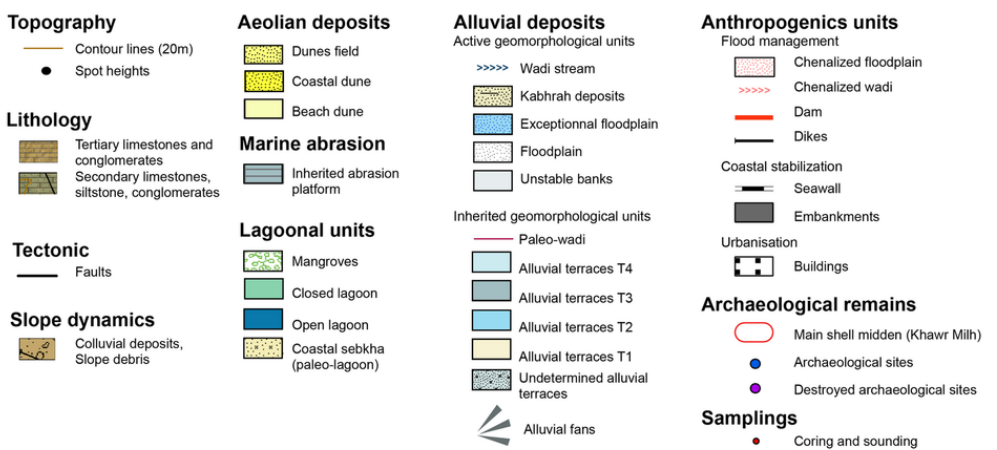 Topography
Contour lines (20m)
Spot heights
Lithology
Tertiary limestones and
conglomerates
Secondary limestones,
siltstone, conglomerates
Tectonic
Faults
Slope dynamics
Colluvial deposits,
Slope debris
Aeolian deposits
Dunes field
Coastal dune
Beach dune
Marine abrasion
Inherited abrasion
platform
Lagoonal units
Mangroves
Closed lagoon
Open lagoon
Coastal sebkha
(paleo-lagoon)
Alluvial deposits
Active geomorphological units
Wadi stream
Kabhrah deposits
Exceptionnal floodplain
Floodplain
Unstable banks
Inherited geomorphological units
Paleo-wadi
Alluvial terraces T4
Alluvial terraces T3
Alluvial terraces T2
Alluvial terraces T1
Undetermined alluvial
terraces
Alluvial fans
Anthropogenics units
Flood management
Chenalized floodplain
Chenalized wadi
Dam
Dikes
Coastal stabilization
Seawall
Embankments
Urbanisation
Buildings
Archaeological remains
Main shell midden (Khawr Milh)
Archaeological sites
Destroyed archaeological sites
Samplings
Coring and sounding